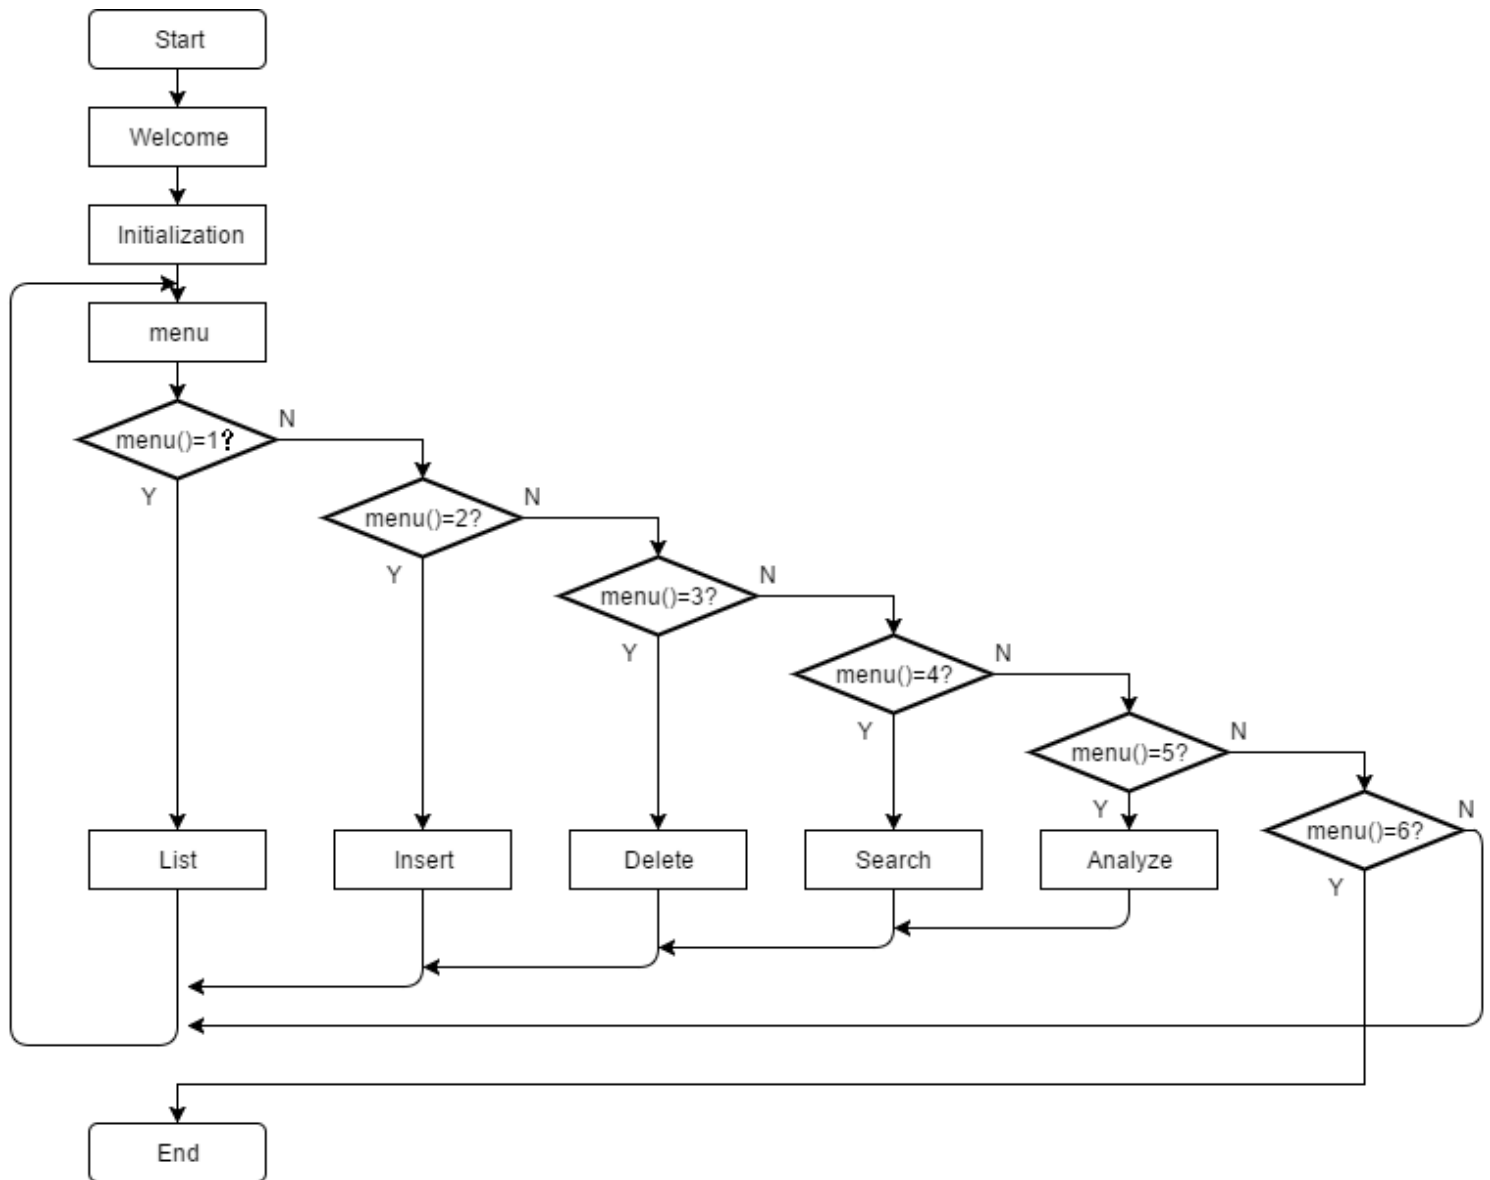 Start
Welcome
Initialization
menu
menu()=1?
N
Y
menu()=2?
N
Y
menu()=3?
N
Y
menu()=4?
N
Y
menu()=5?
N
Y
menu()=6?
N
Y
List
Insert
Delete
Search
Analyze
End